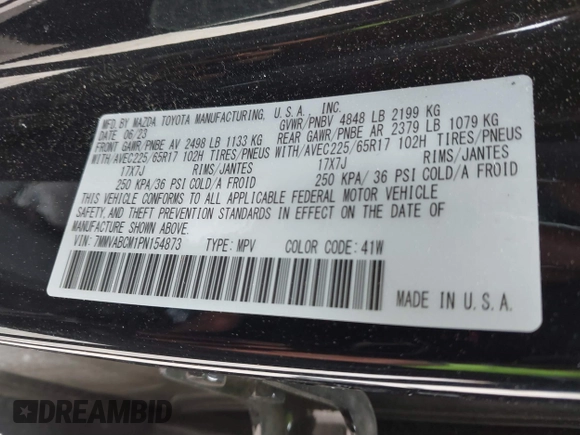 MFD. BY MAZDA TOYOTA MANUFACTURING, U.S.A. INC.
DATE 06/23 GVWR/PNBV 4848 LB 2199 KG
FRONT GAWR/PNBE AV 2498 LB 1133 KG REAR GAWR/PNBE AR 2379 LB 1079 KG
WITH/AVEC225/65R17 102H TIRES/PNEUS WITH/AVEC225/65R17 102H TIRES/PNEUS
17X7J RIMS/JANTES 17X7J RIMS/JANTES
250 KPA/36 PSI COLD/A FROID 250 KPA/36 PSI COLD/A FROID
THIS VEHICLE CONFORMS TO ALL APPLICABLE FEDERAL MOTOR VEHICLE
SAFETY, AND THEFT PREVENTION STANDARDS IN EFFECT ON THE DATE OF
MANUFACTURE SHOWN ABOVE.
VIN: 7MMVABCM1PN154873 TYPE: MPV COLOR CODE: 41W
MADE IN U.S.A.
DREAMBID